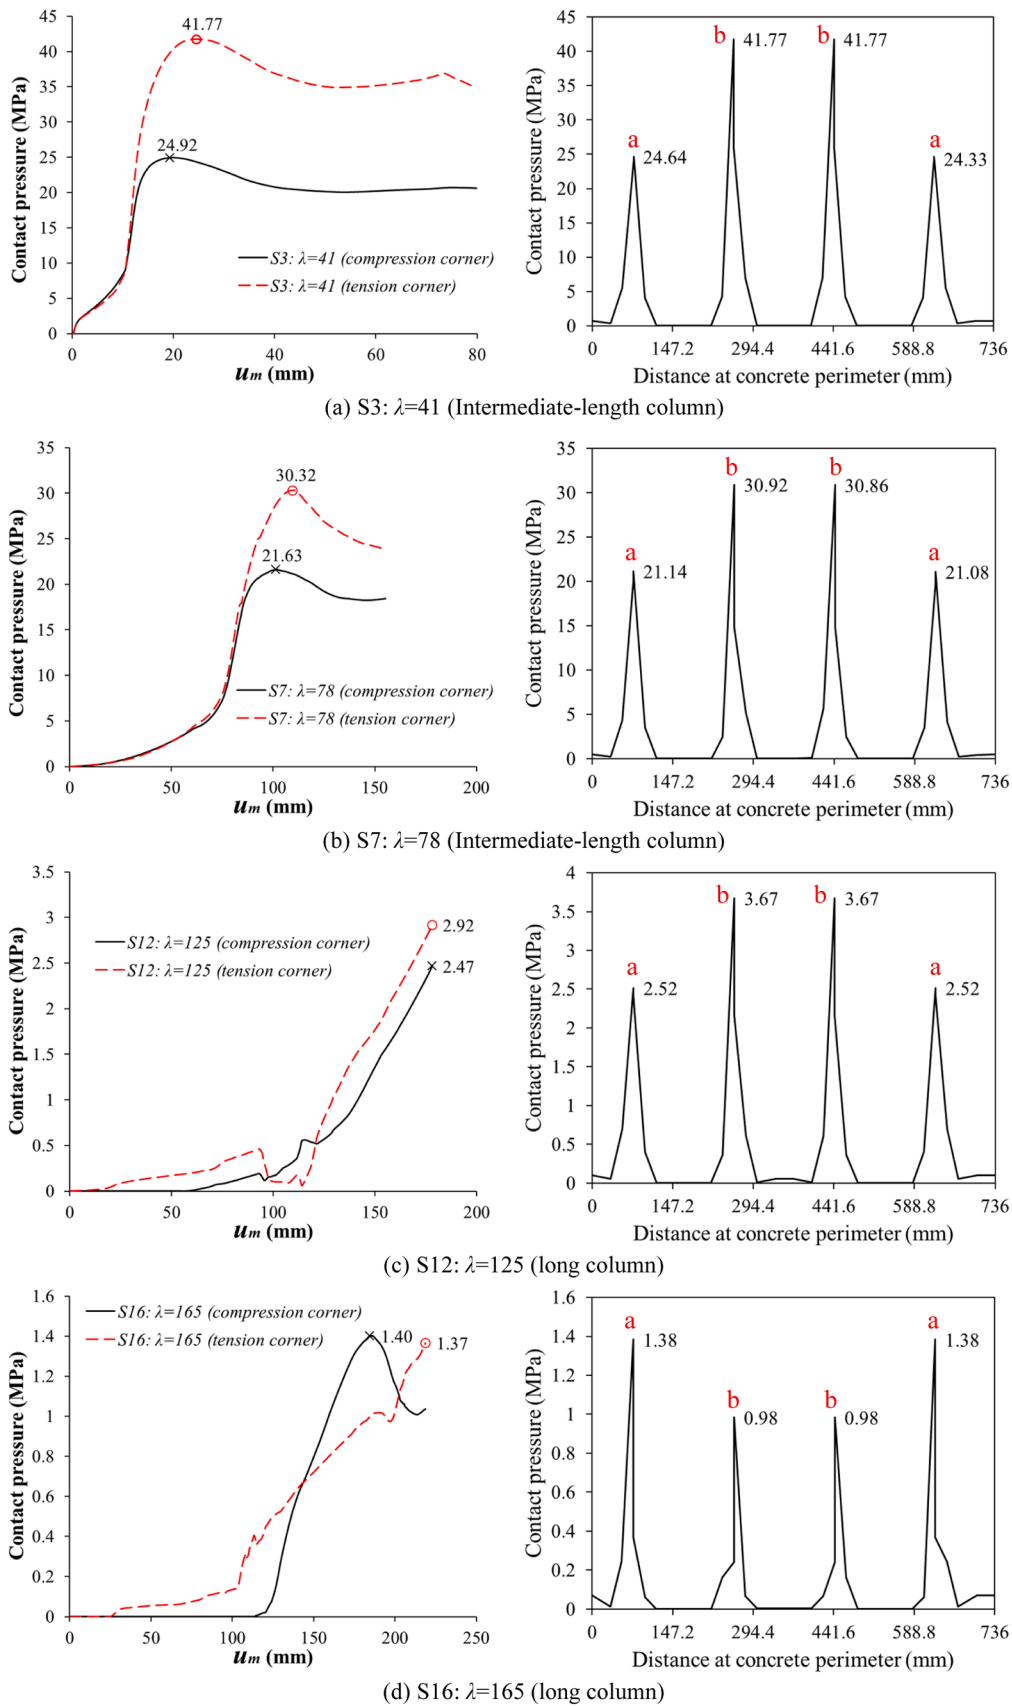 45
40
35
30
25
20
15
10
5
0
Contact pressure (MPa)
41.77
24.92
S3: λ=41 (compression corner)
S3: λ=41 (tension corner)
0 20 40 60 80
um (mm)
45
40
35
30
25
20
15
10
5
0
Contact pressure (MPa)
b 41.77 b 41.77
a a
24.64 24.33
0 147.2 294.4 441.6 588.8 736
Distance at concrete perimeter (mm)
(a) S3: λ=41 (Intermediate-length column)
35
30
25
20
15
10
5
0
Contact pressure (MPa)
30.32
21.63
S7: λ=78 (compression corner)
S7: λ=78 (tension corner)
0 50 100 150 200
um (mm)
35
30
25
20
15
10
5
0
Contact pressure (MPa)
b b
30.92 30.86
a a
21.14 21.08
0 147.2 294.4 441.6 588.8 736
Distance at concrete perimeter (mm)
(b) S7: λ=78 (Intermediate-length column)
3.5
3
2.5
2
1.5
1
0.5
0
Contact pressure (MPa)
2.92
S12: λ=125 (compression corner)
S12: λ=125 (tension corner)
2.47
0 50 100 150 200
um (mm)
4
3.5
3
2.5
2
1.5
1
0.5
0
Contact pressure (MPa)
b 3.67 b 3.67
a a
2.52 2.52
0 147.2 294.4 441.6 588.8 736
Distance at concrete perimeter (mm)
(c) S12: λ=125 (long column)
1.6
1.4
1.2
1
0.8
0.6
0.4
0.2
0
Contact pressure (MPa)
S16: λ=165 (compression corner)
S16: λ=165 (tension corner)
1.40 1.37
0 50 100 150 200 250
um (mm)
1.6
1.4
1.2
1
0.8
0.6
0.4
0.2
0
Contact pressure (MPa)
a a
1.38 1.38
b b
0.98 0.98
0 147.2 294.4 441.6 588.8 736
Distance at concrete perimeter (mm)
(d) S16: λ=165 (long column)